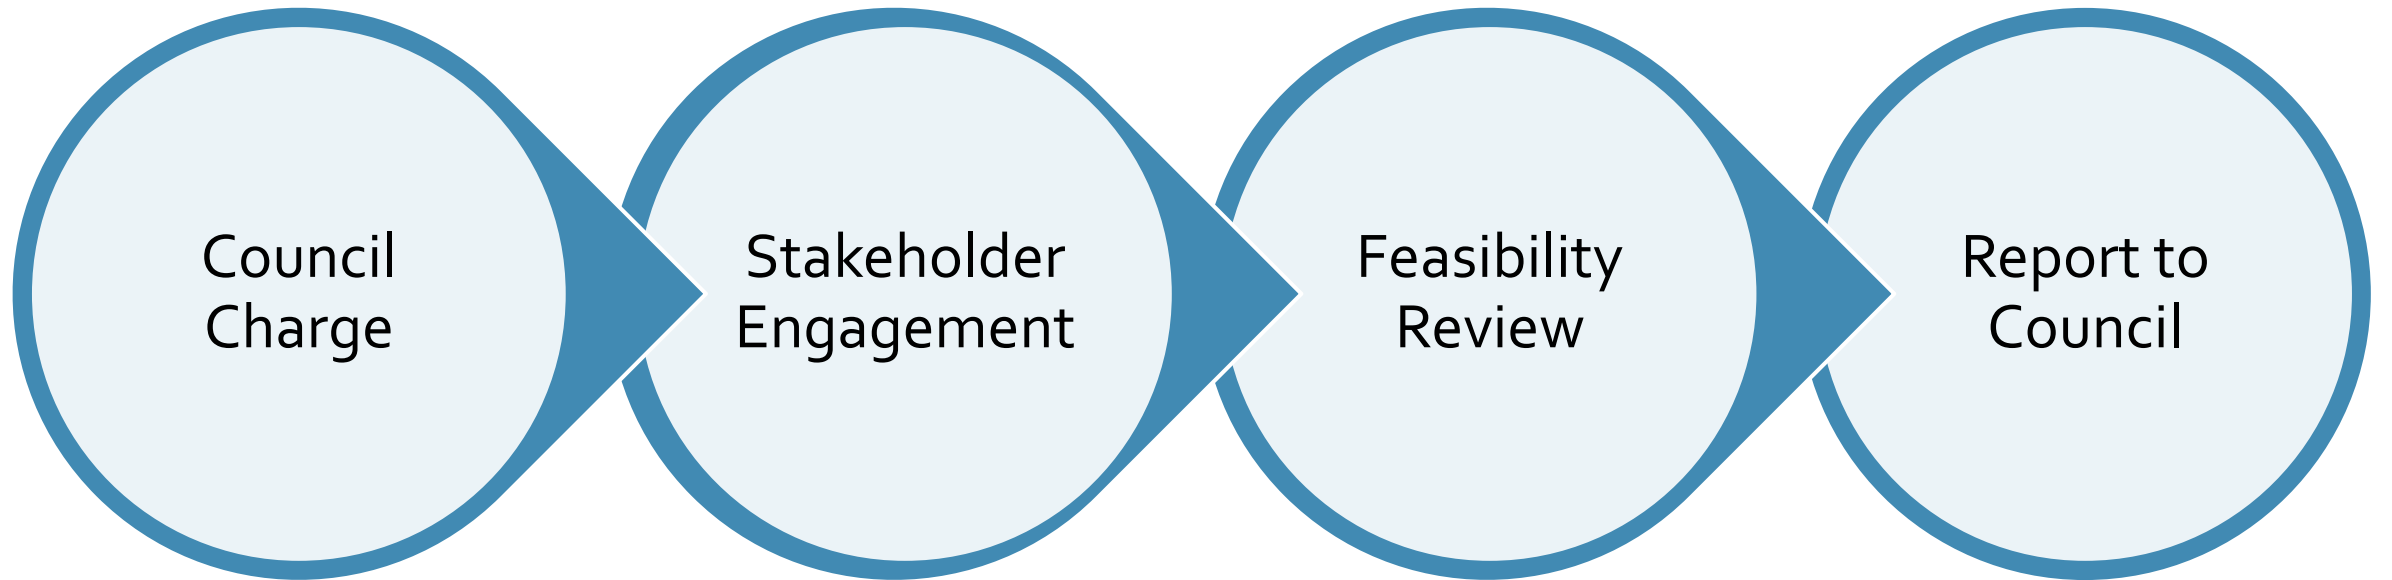 Council
Charge
Stakeholder
Engagement
Feasibility
Review
Report to
Council